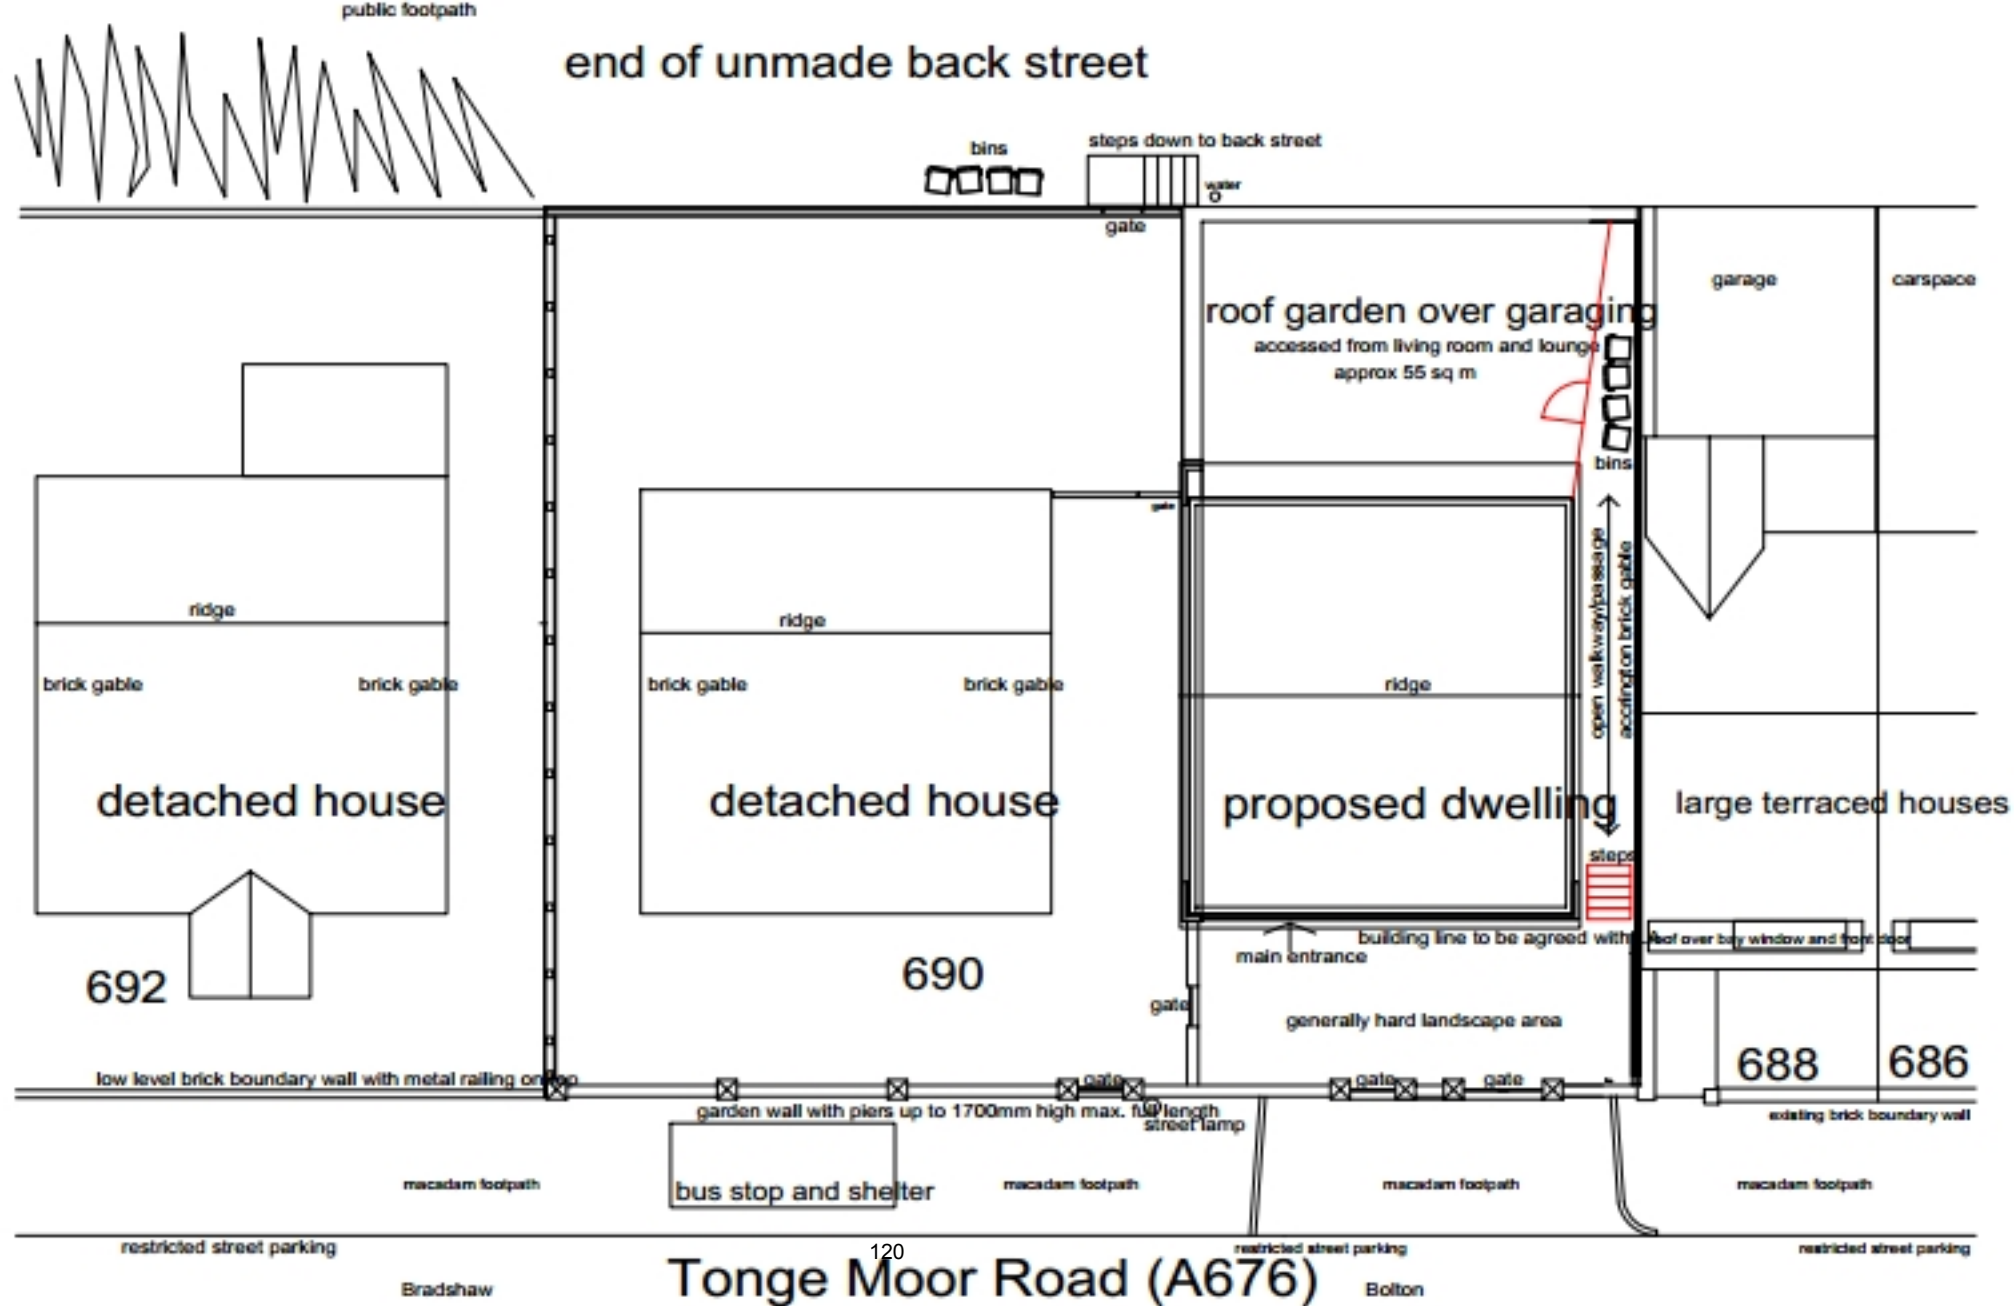 public footpath
end of unmade back street
steps down to back street
bins
water
gate
garage
carspace
roof garden over garaging
accessed from living room and lounge
approx 55 sq m
bins
gate
open walkway/passage
accrington brick gable
ridge
ridge
ridge
brick gable
brick gable
brick gable
brick gable
detached house
detached house
proposed dwelling
large terraced houses
steps
building line to be agreed with
roof over bay window and front door
main entrance
692
690
gate
generally hard landscape area
688
686
low level brick boundary wall with metal railing on top
gate
gate
gate
garden wall with piers up to 1700mm high max. full length
existing brick boundary wall
street lamp
macadam footpath
bus stop and shelter
macadam footpath
macadam footpath
macadam footpath
restricted street parking
120
restricted street parking
restricted street parking
Bradshaw
Tonge Moor Road (A676)
Bolton